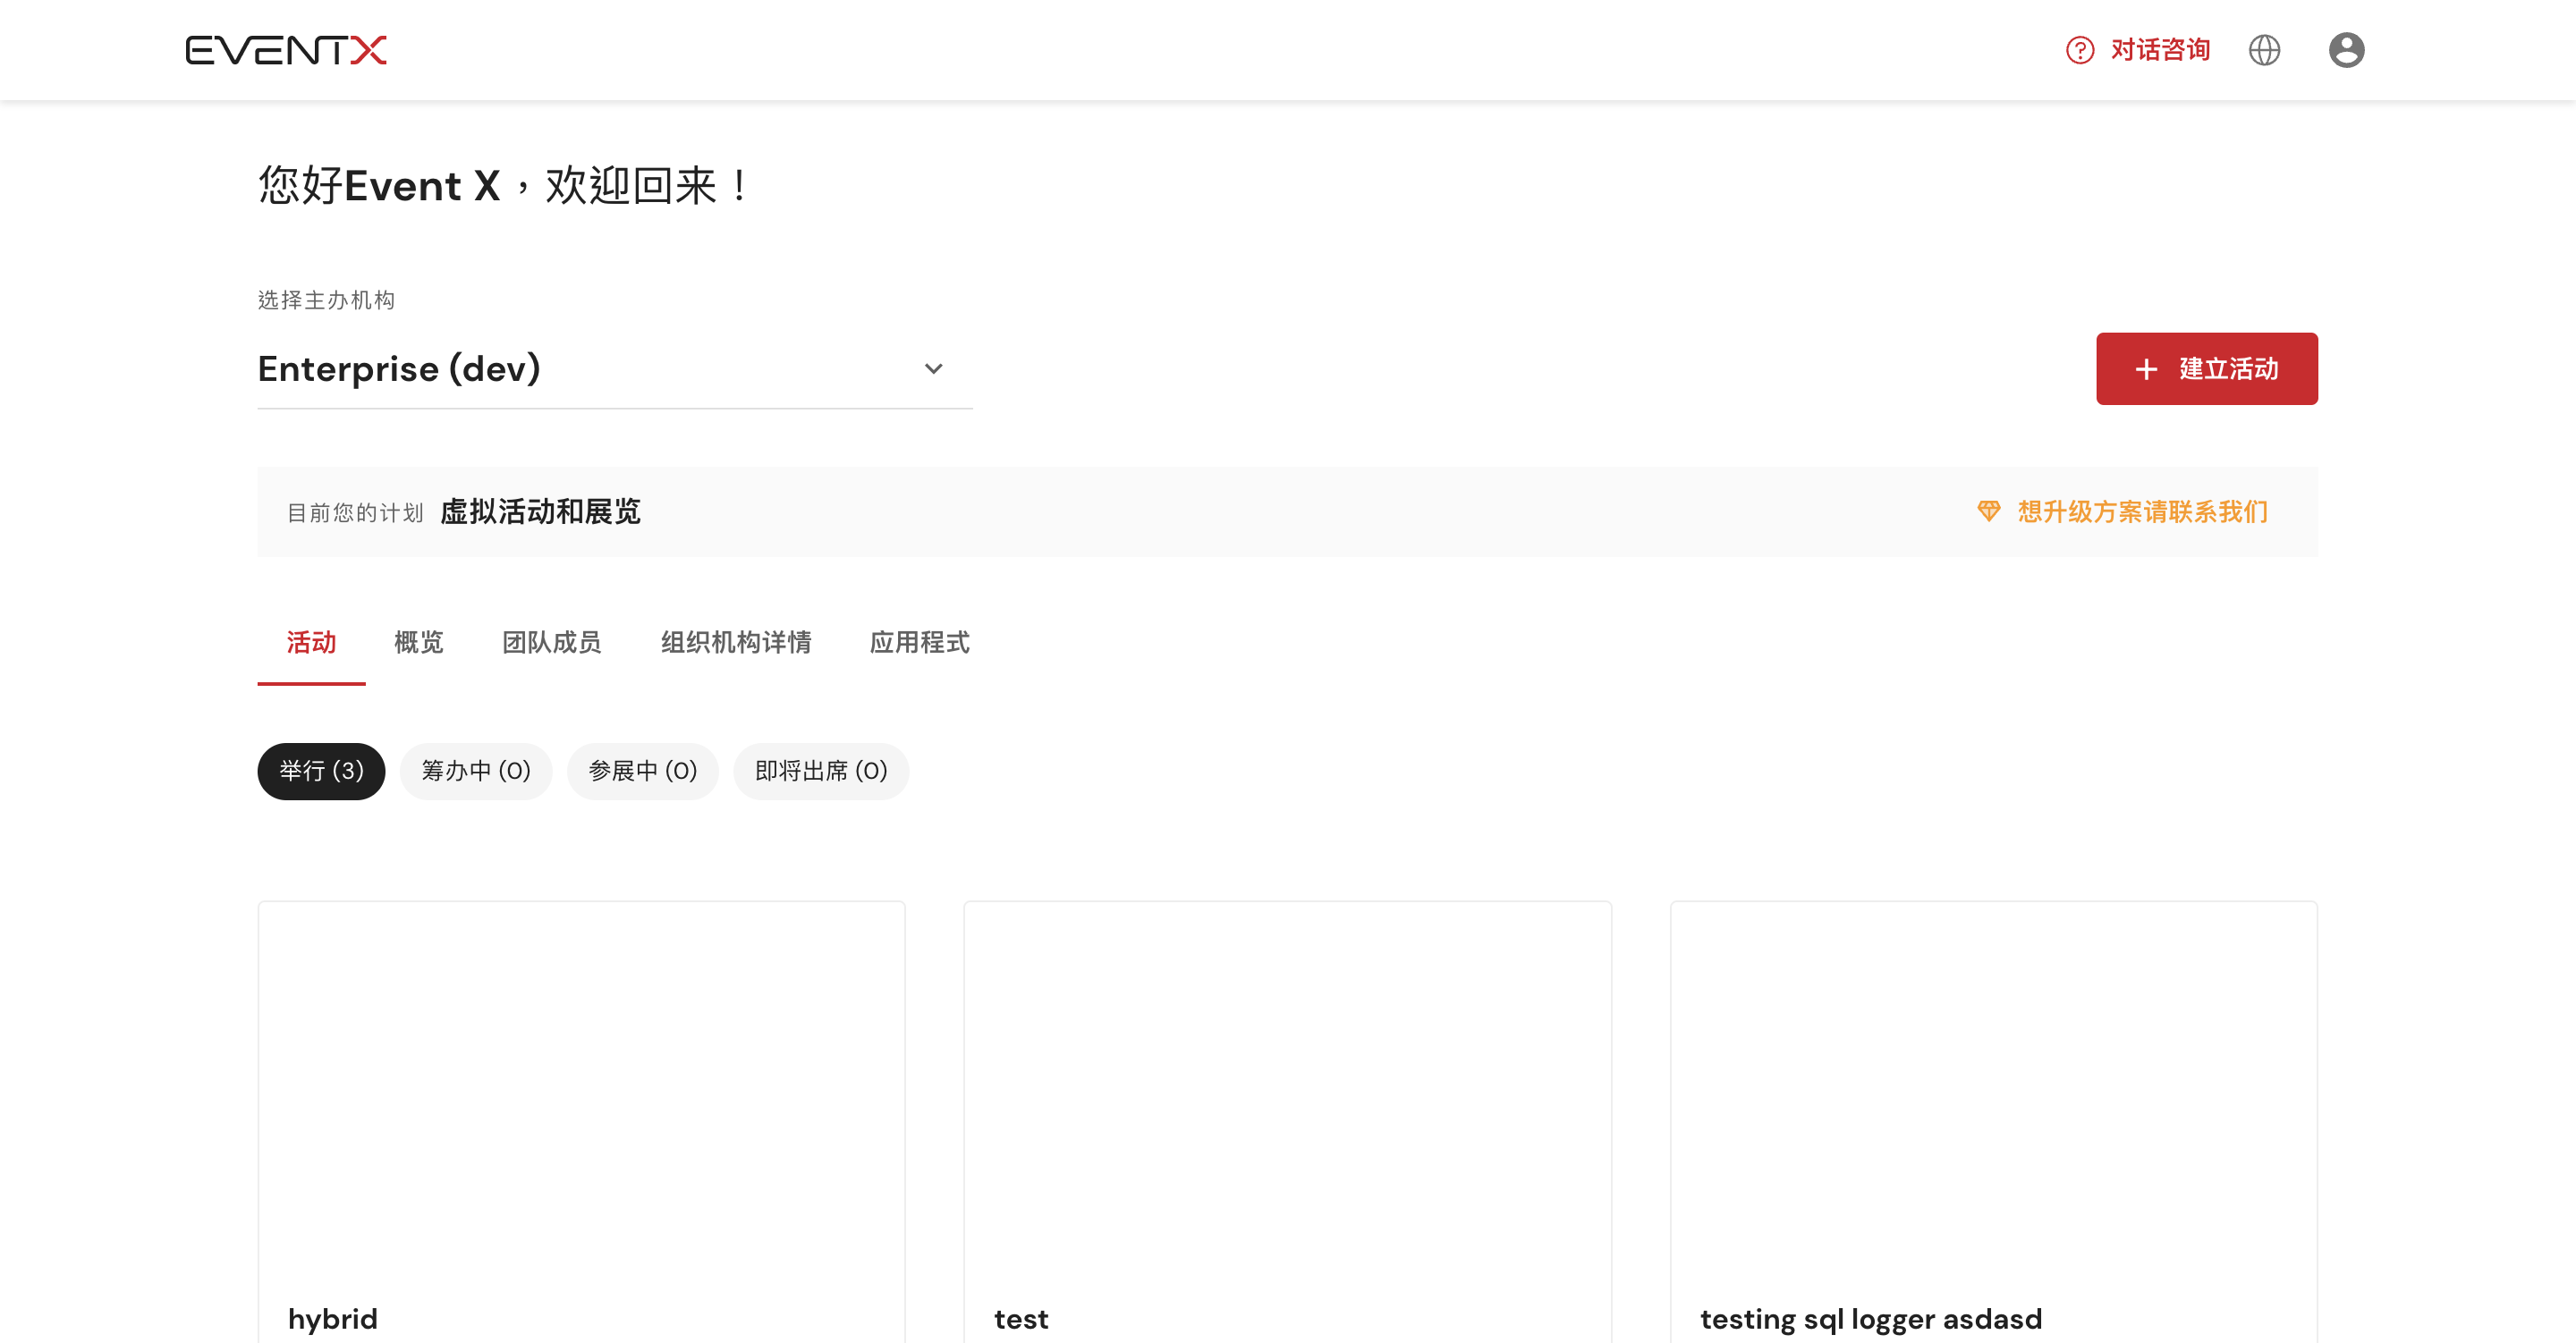 EVENTX
对话咨询
您好Event X，欢迎回来！
选择主办机构
Enterprise (dev)
建立活动
目前您的计划 虚拟活动和展览
想升级方案请联系我们
活动 概览 团队成员 组织机构详情 应用程式
举行 (3) 筹办中 (0) 参展中 (0) 即将出席 (0)
hybrid
test
testing sql logger asdasd